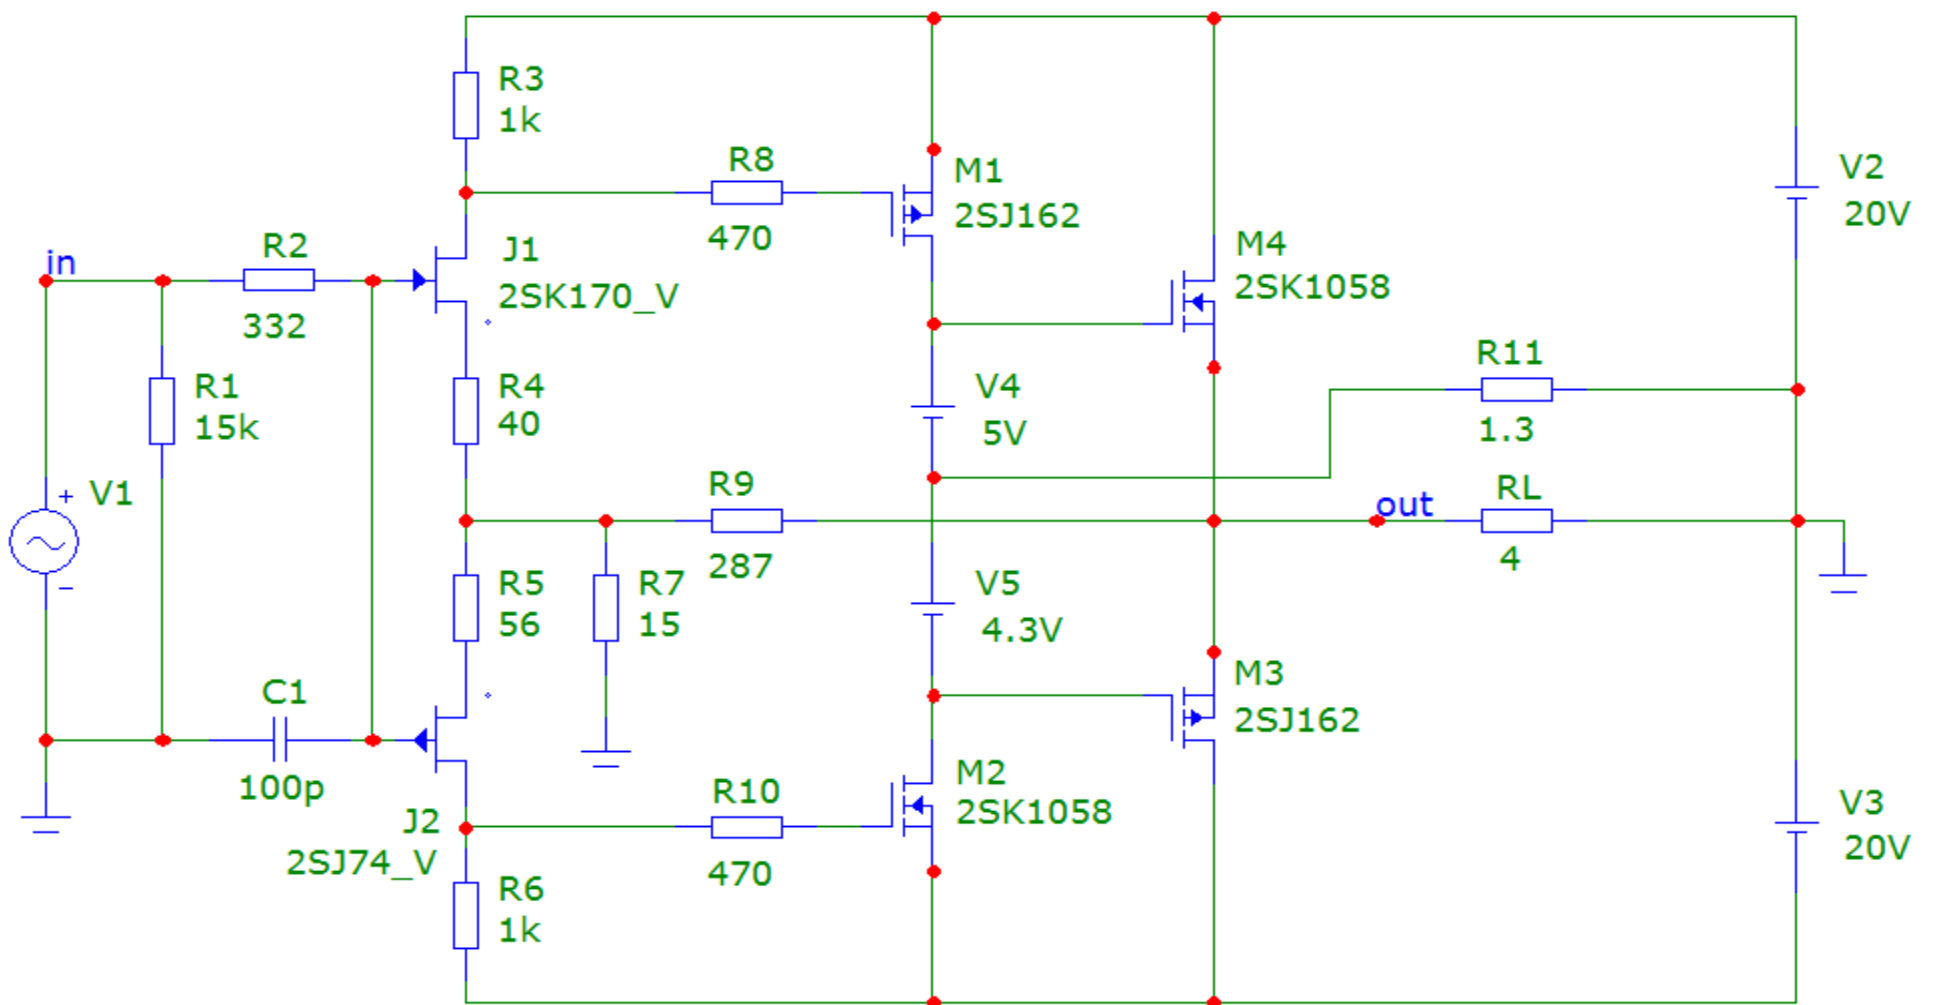 R3
1k
R8
470
M1
2SJ162
V2
20V
in
R2
332
J1
2SK170_V
M4
2SK1058
R1
15k
R4
40
V4
5V
R11
1.3
+
V1
−
R9
287
out
RL
4
R5
56
R7
15
V5
4.3V
C1
100p
M3
2SJ162
J2
2SJ74_V
R10
470
M2
2SK1058
V3
20V
R6
1k